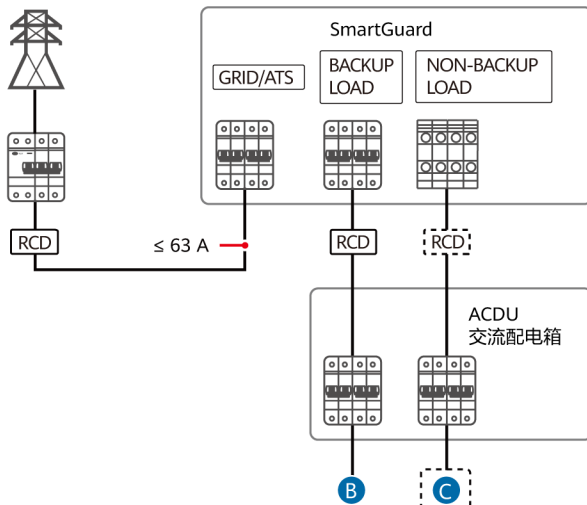 SmartGuard
GRID/ATS
BACKUP
LOAD
NON-BACKUP
LOAD
RCD
≤ 63 A
RCD
RCD
ACDU
交流配电箱
B
C